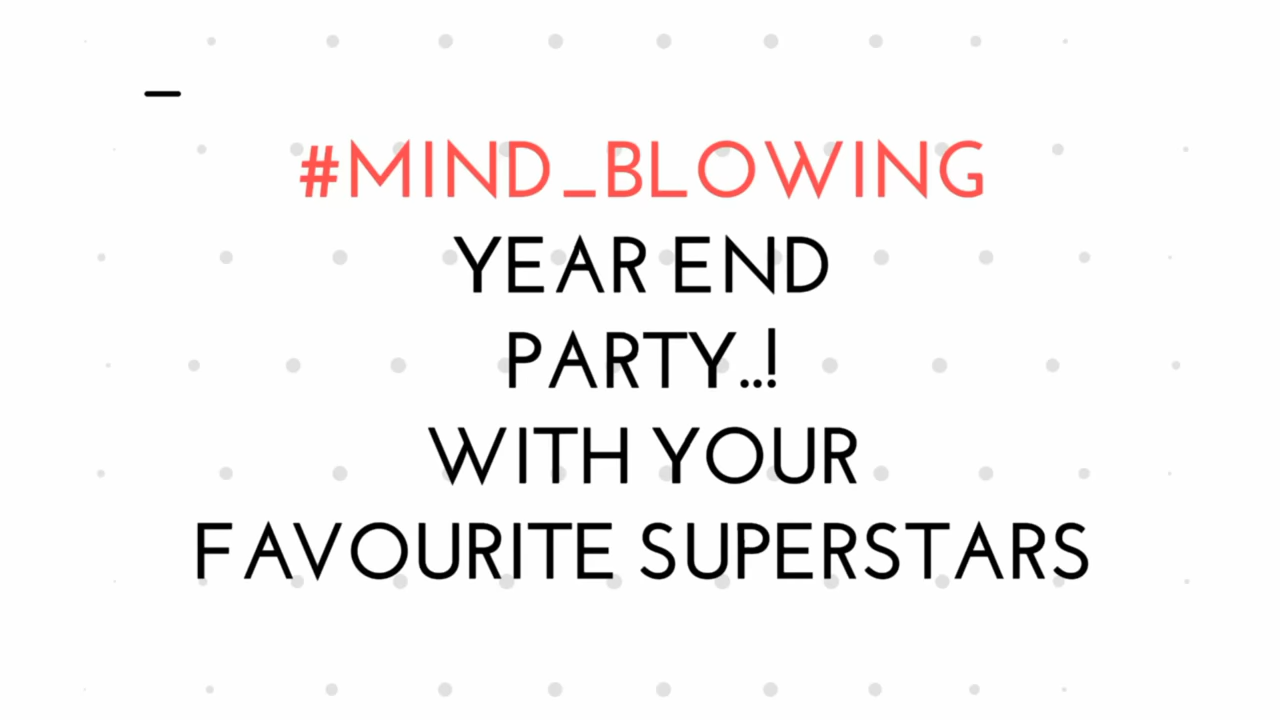 #MIND_BLOWING
YEAR END
PARTY..!
WITH YOUR
FAVOURITE SUPERSTARS